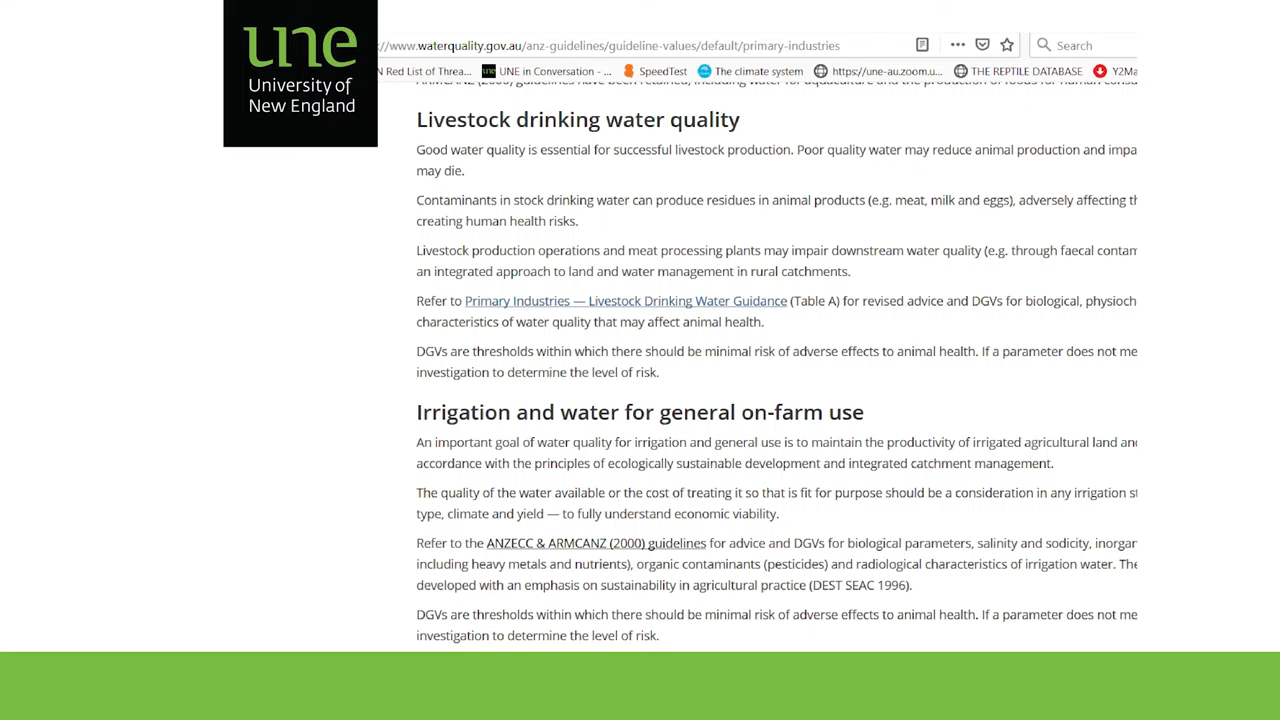 une
University of
New England
://www.waterquality.gov.au/anz-guidelines/guideline-values/default/primary-industries
Search
N Red List of Threa...
une
UNE in Conversation - ...
SpeedTest
The climate system
https://une-au.zoom.u...
THE REPTILE DATABASE
Y2Ma
ARMCANZ (2000) guidelines have been retained, including water for aquaculture and the production of foods for human consu
Livestock drinking water quality
Good water quality is essential for successful livestock production. Poor quality water may reduce animal production and impa
may die.
Contaminants in stock drinking water can produce residues in animal products (e.g. meat, milk and eggs), adversely affecting th
creating human health risks.
Livestock production operations and meat processing plants may impair downstream water quality (e.g. through faecal contam
an integrated approach to land and water management in rural catchments.
Refer to Primary Industries — Livestock Drinking Water Guidance (Table A) for revised advice and DGVs for biological, physioch
characteristics of water quality that may affect animal health.
DGVs are thresholds within which there should be minimal risk of adverse effects to animal health. If a parameter does not me
investigation to determine the level of risk.
Irrigation and water for general on-farm use
An important goal of water quality for irrigation and general use is to maintain the productivity of irrigated agricultural land and
accordance with the principles of ecologically sustainable development and integrated catchment management.
The quality of the water available or the cost of treating it so that is fit for purpose should be a consideration in any irrigation st
type, climate and yield — to fully understand economic viability.
Refer to the ANZECC & ARMCANZ (2000) guidelines for advice and DGVs for biological parameters, salinity and sodicity, inorgan
including heavy metals and nutrients), organic contaminants (pesticides) and radiological characteristics of irrigation water. The
developed with an emphasis on sustainability in agricultural practice (DEST SEAC 1996).
DGVs are thresholds within which there should be minimal risk of adverse effects to animal health. If a parameter does not me
investigation to determine the level of risk.